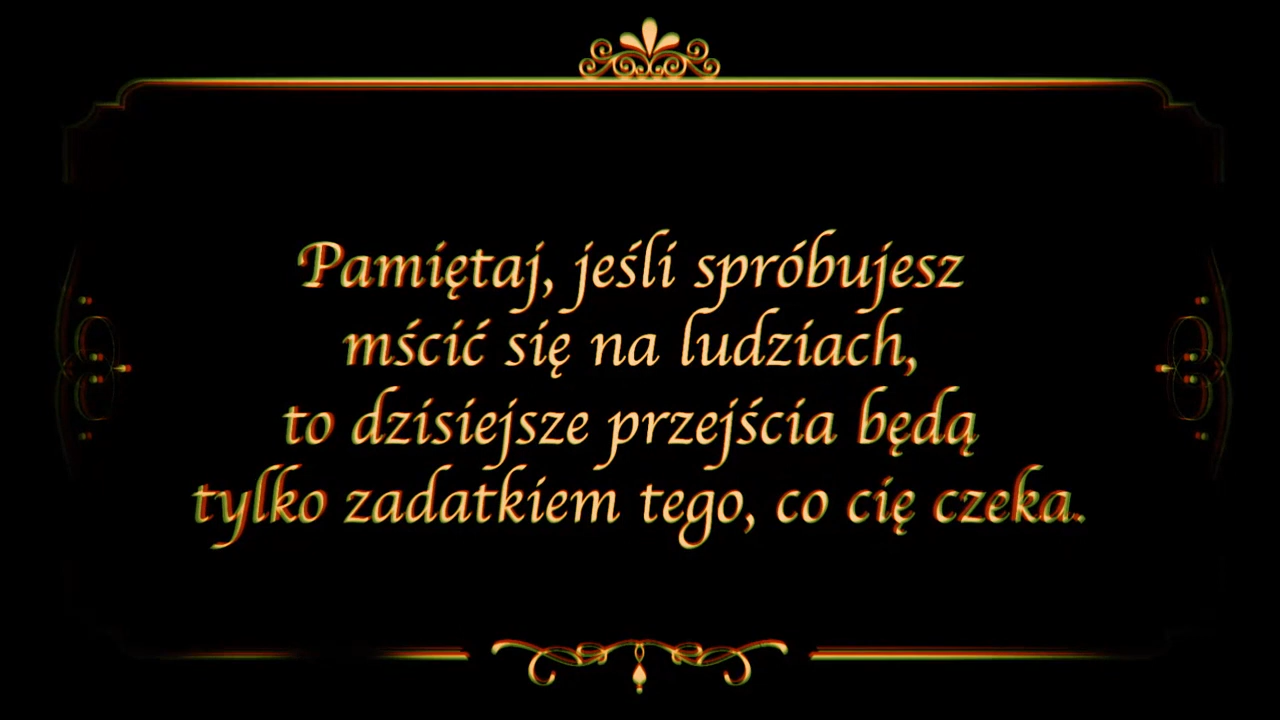 Pamiętaj, jeśli spróbujesz
mścić się na ludziach,
to dzisiejsze przejścia będą
tylko zadatkiem tego, co cię czeka.